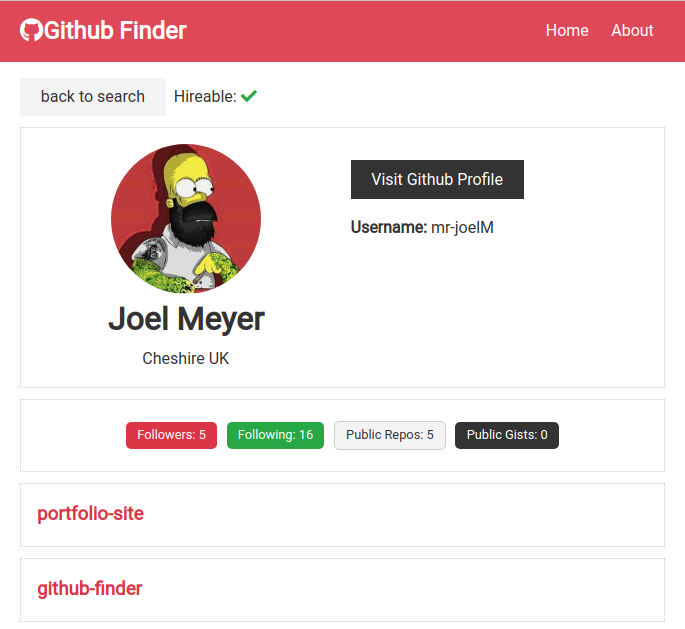 Github Finder
Home About
back to search Hireable:
Visit Github Profile
Username: mr-joelM
Joel Meyer
Cheshire UK
Followers: 5 Following: 16 Public Repos: 5 Public Gists: 0
portfolio-site
github-finder